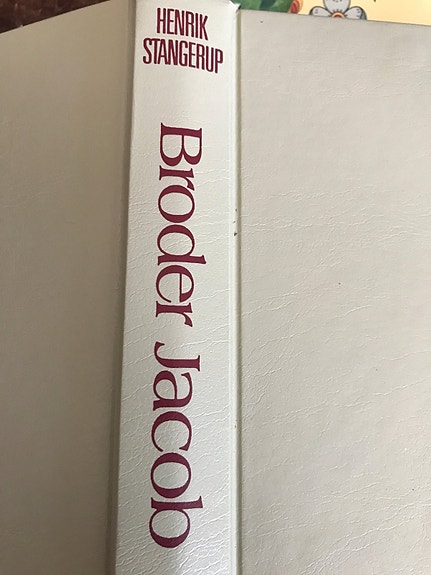 HENRIK
STANGERUP
Broder Jacob